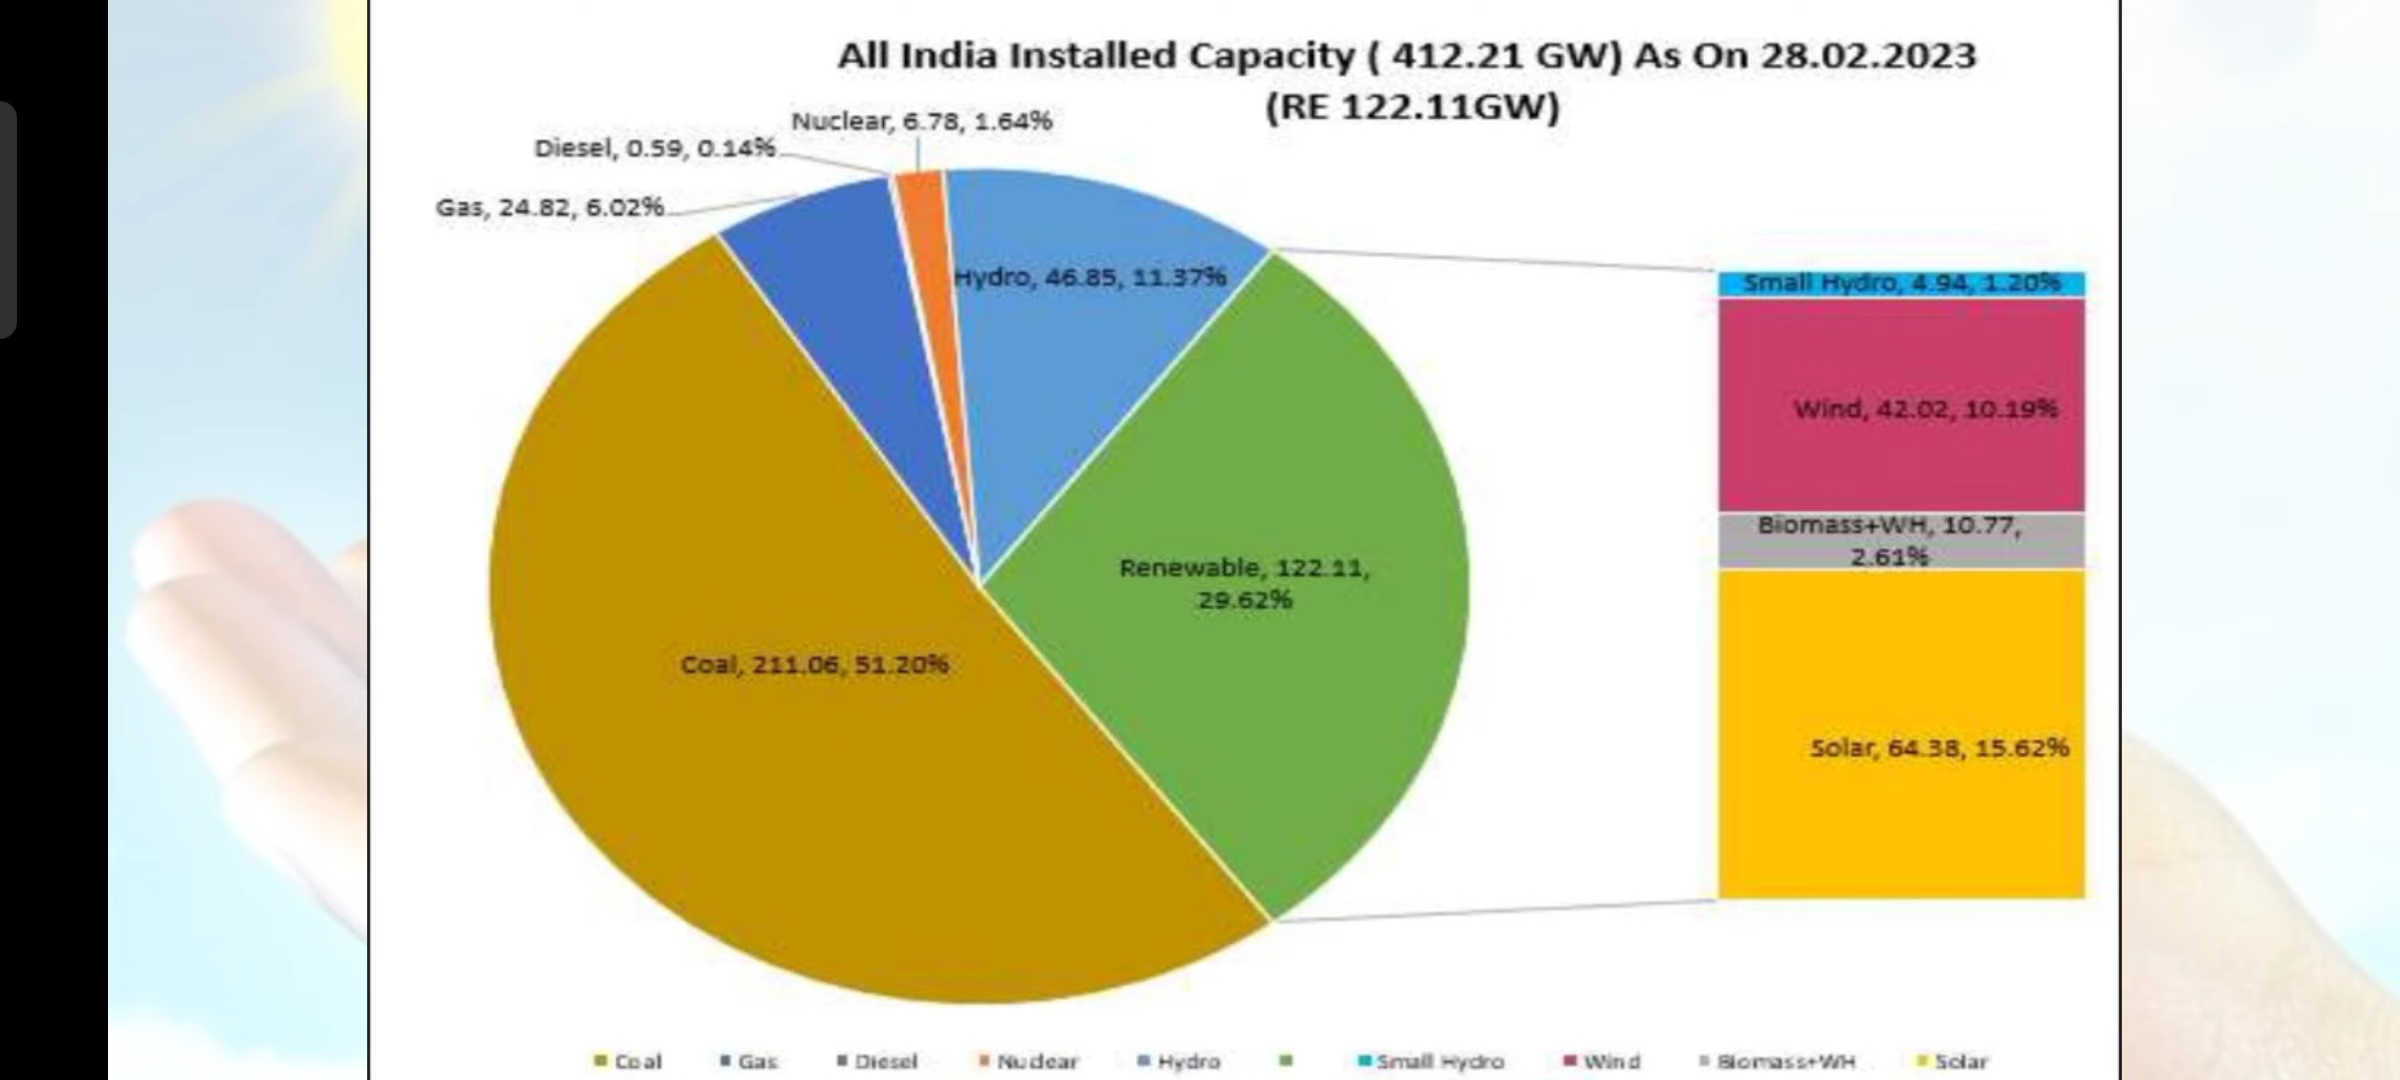 All India Installed Capacity ( 412.21 GW) As On 28.02.2023
(RE 122.11GW)
Nuclear, 6.78, 1.64%
Diesel, 0.59, 0.14%
Gas, 24.82, 6.02%
Hydro, 46.85, 11.37%
Small Hydro, 4.94, 1.20%
Wind, 42.02, 10.19%
Biomass+WH, 10.77,
2.61%
Renewable, 122.11,
29.62%
Coal, 211.06, 51.20%
Solar, 64.38, 15.62%
Coal Gas Diesel Nuclear Hydro Small Hydro Wind Biomass+WH Solar